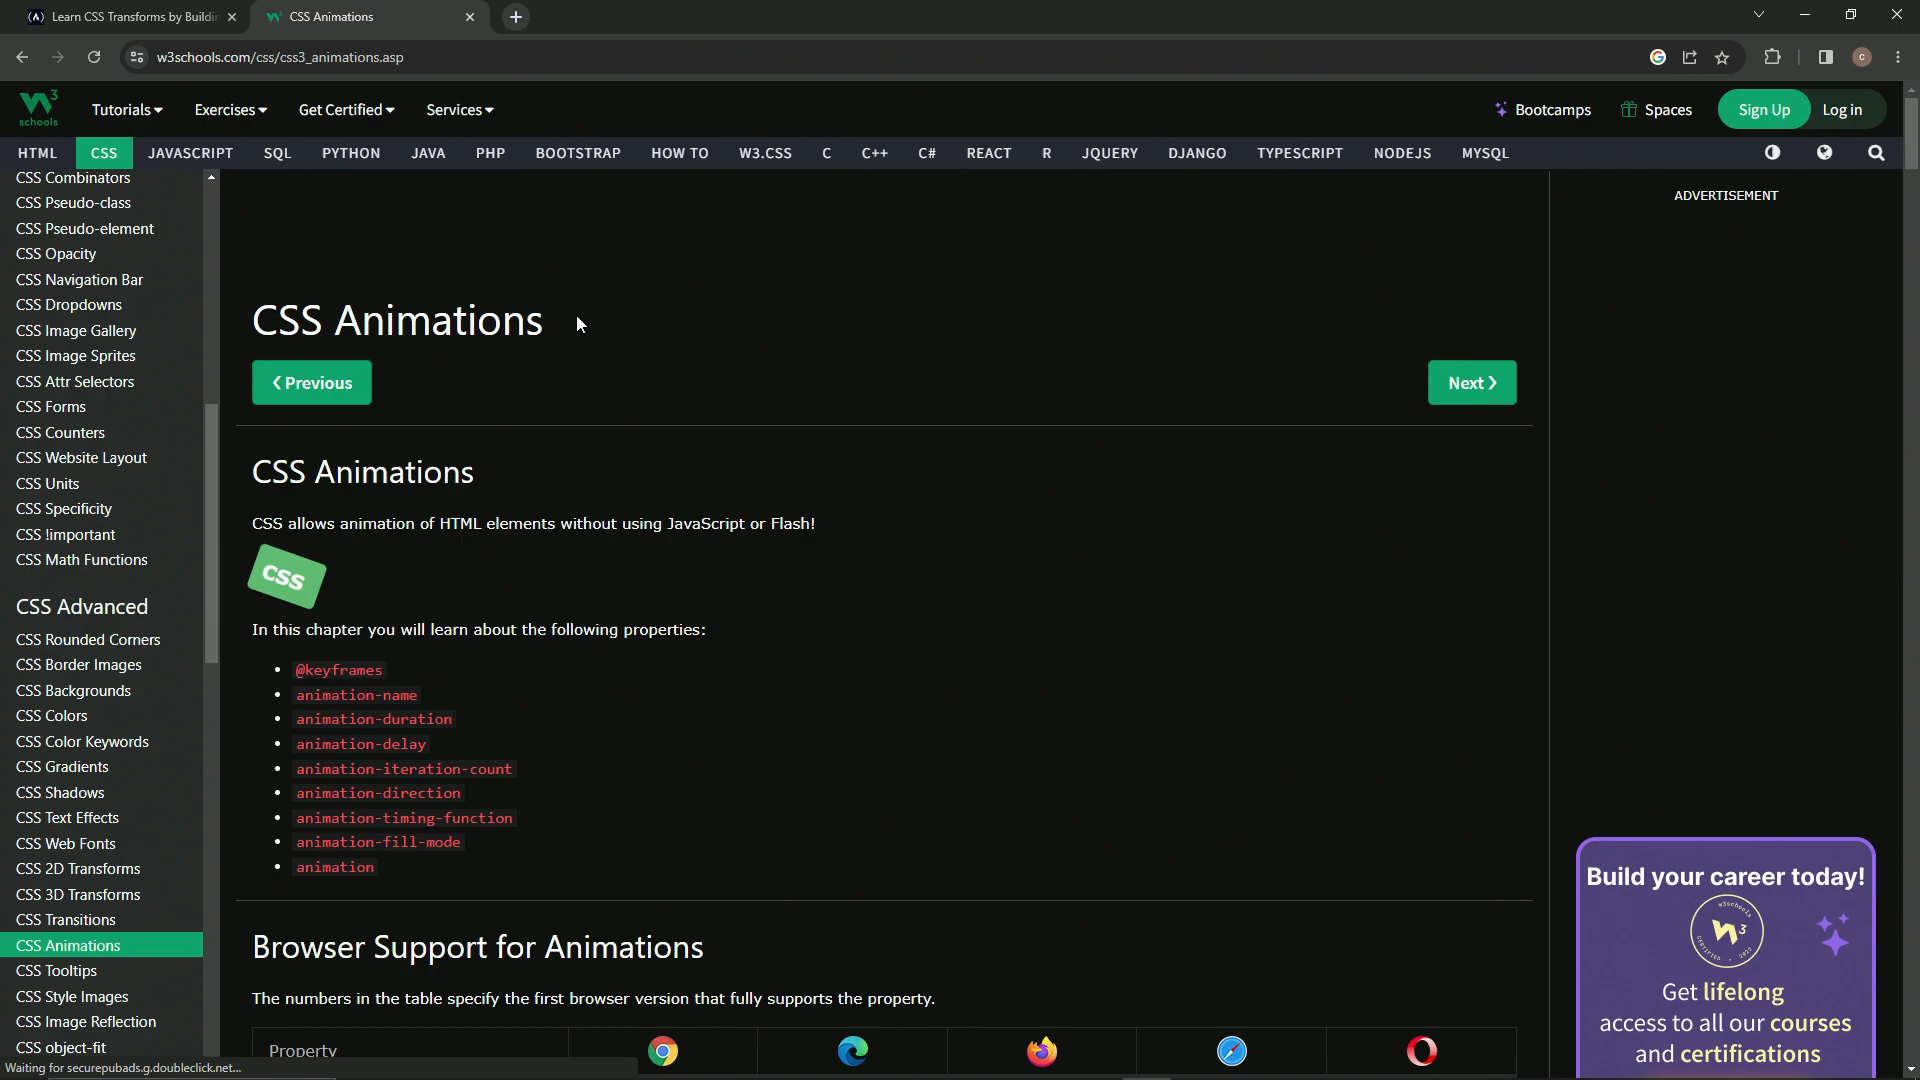 Learn CSS Transforms by Buildi
CSS Animations
w3schools.com/css/css3_animations.asp
C
3
schools
Tutorials
Exercises
Get Certified
Services
Bootcamps
Spaces
Sign Up
Log in
HTML
CSS
JAVASCRIPT
SQL
PYTHON
JAVA
PHP
BOOTSTRAP
HOW TO
W3.CSS
C
C++
C#
REACT
R
JQUERY
DJANGO
TYPESCRIPT
NODEJS
MYSQL
CSS Combinators
CSS Pseudo-class
CSS Pseudo-element
CSS Opacity
CSS Navigation Bar
CSS Dropdowns
CSS Image Gallery
CSS Image Sprites
CSS Attr Selectors
CSS Forms
CSS Counters
CSS Website Layout
CSS Units
CSS Specificity
CSS !important
CSS Math Functions
CSS Advanced
CSS Rounded Corners
CSS Border Images
CSS Backgrounds
CSS Colors
CSS Color Keywords
CSS Gradients
CSS Shadows
CSS Text Effects
CSS Web Fonts
CSS 2D Transforms
CSS 3D Transforms
CSS Transitions
CSS Animations
CSS Tooltips
CSS Style Images
CSS Image Reflection
CSS object-fit
Waiting for securepubads.g.doubleclick.net...
CSS Animations
❮ Previous
Next ❯
CSS Animations
CSS allows animation of HTML elements without using JavaScript or Flash!
CSS
In this chapter you will learn about the following properties:
• @keyframes
• animation-name
• animation-duration
• animation-delay
• animation-iteration-count
• animation-direction
• animation-timing-function
• animation-fill-mode
• animation
Browser Support for Animations
The numbers in the table specify the first browser version that fully supports the property.
Property
ADVERTISEMENT
Build your career today!
w3schools
3
CERTIFIED . 2022
Get lifelong
access to all our courses
and certifications